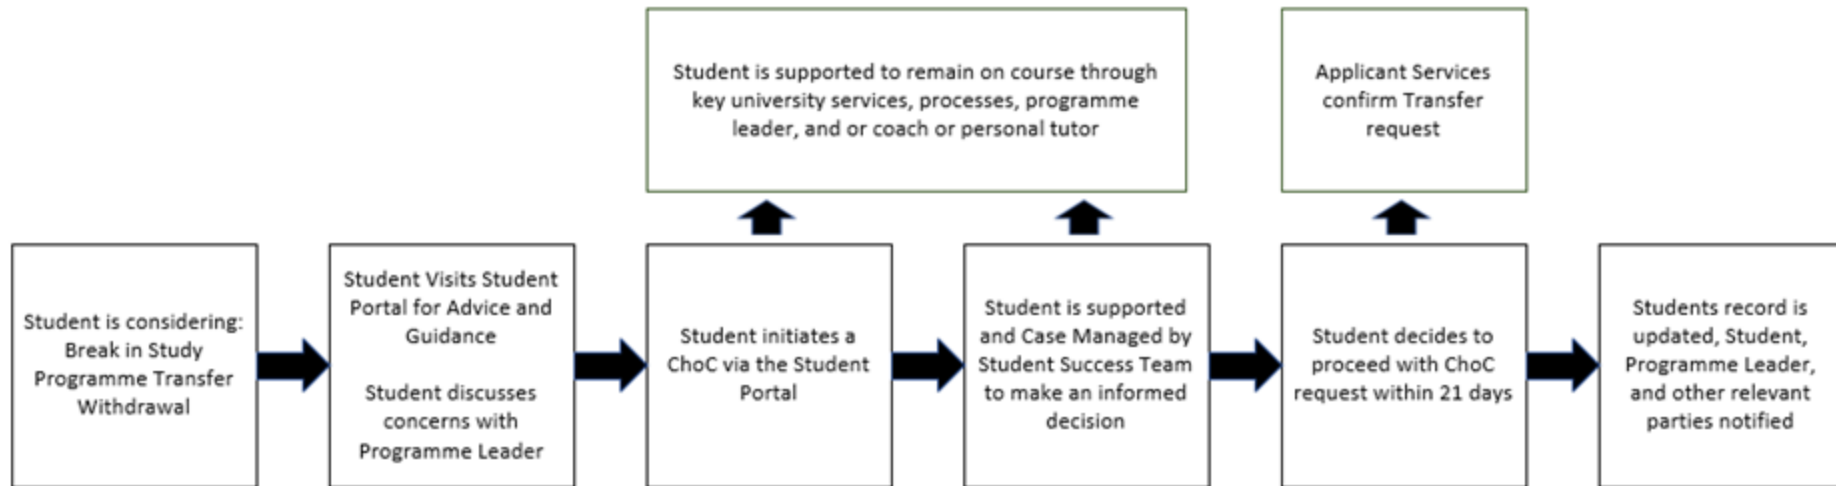 Student is supported to remain on course through
key university services, processes, programme
leader, and or coach or personal tutor
Applicant Services
confirm Transfer
request
Student is considering:
Break in Study
Programme Transfer
Withdrawal
Student Visits Student
Portal for Advice and
Guidance
Student discusses
concerns with
Programme Leader
Student initiates a
ChoC via the Student
Portal
Student is supported
and Case Managed by
Student Success Team
to make an informed
decision
Student decides to
proceed with ChoC
request within 21 days
Students record is
updated, Student,
Programme Leader,
and other relevant
parties notified